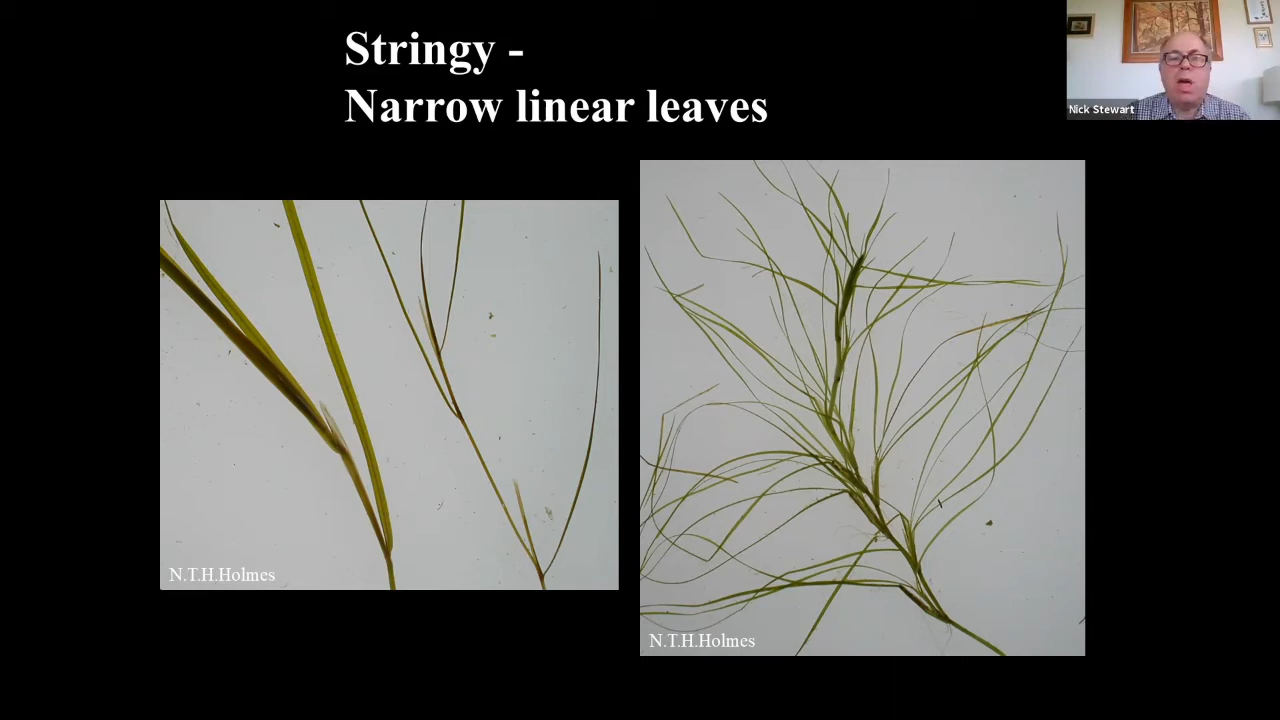 Stringy -
Narrow linear leaves
Nick Stewart
N.T.H.Holmes
N.T.H.Holmes